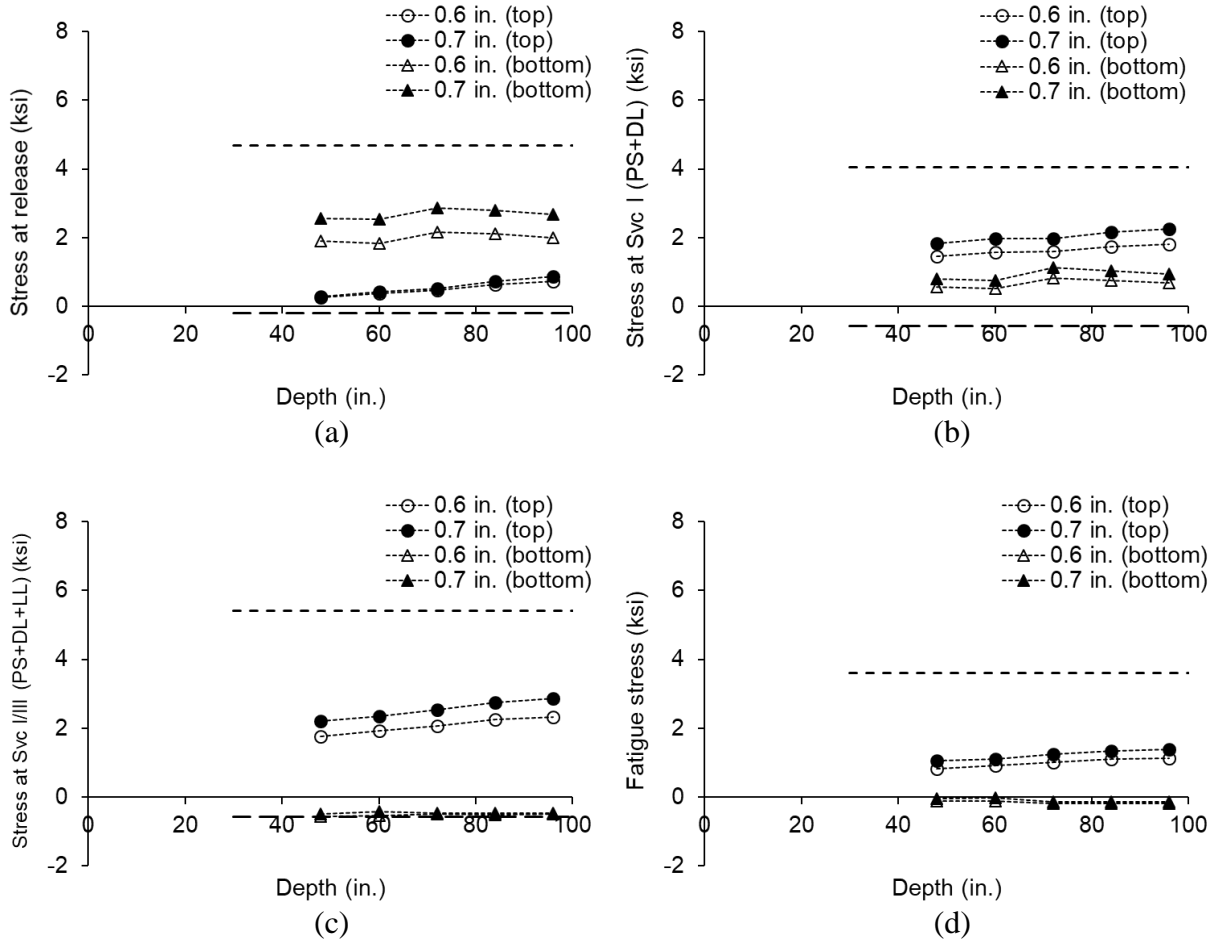 0.6 in. (top)
0.7 in. (top)
0.6 in. (bottom)
0.7 in. (bottom)
Stress at release (ksi)
8
6
4
2
0
-2
0 20 40 60 80 100
Depth (in.)
(a)
0.6 in. (top)
0.7 in. (top)
0.6 in. (bottom)
0.7 in. (bottom)
Stress at Svc I (PS+DL) (ksi)
8
6
4
2
0
-2
0 20 40 60 80 100
Depth (in.)
(b)
0.6 in. (top)
0.7 in. (top)
0.6 in. (bottom)
0.7 in. (bottom)
Stress at Svc I/III (PS+DL+LL) (ksi)
8
6
4
2
0
-2
0 20 40 60 80 100
Depth (in.)
(c)
0.6 in. (top)
0.7 in. (top)
0.6 in. (bottom)
0.7 in. (bottom)
Fatigue stress (ksi)
8
6
4
2
0
-2
0 20 40 60 80 100
Depth (in.)
(d)